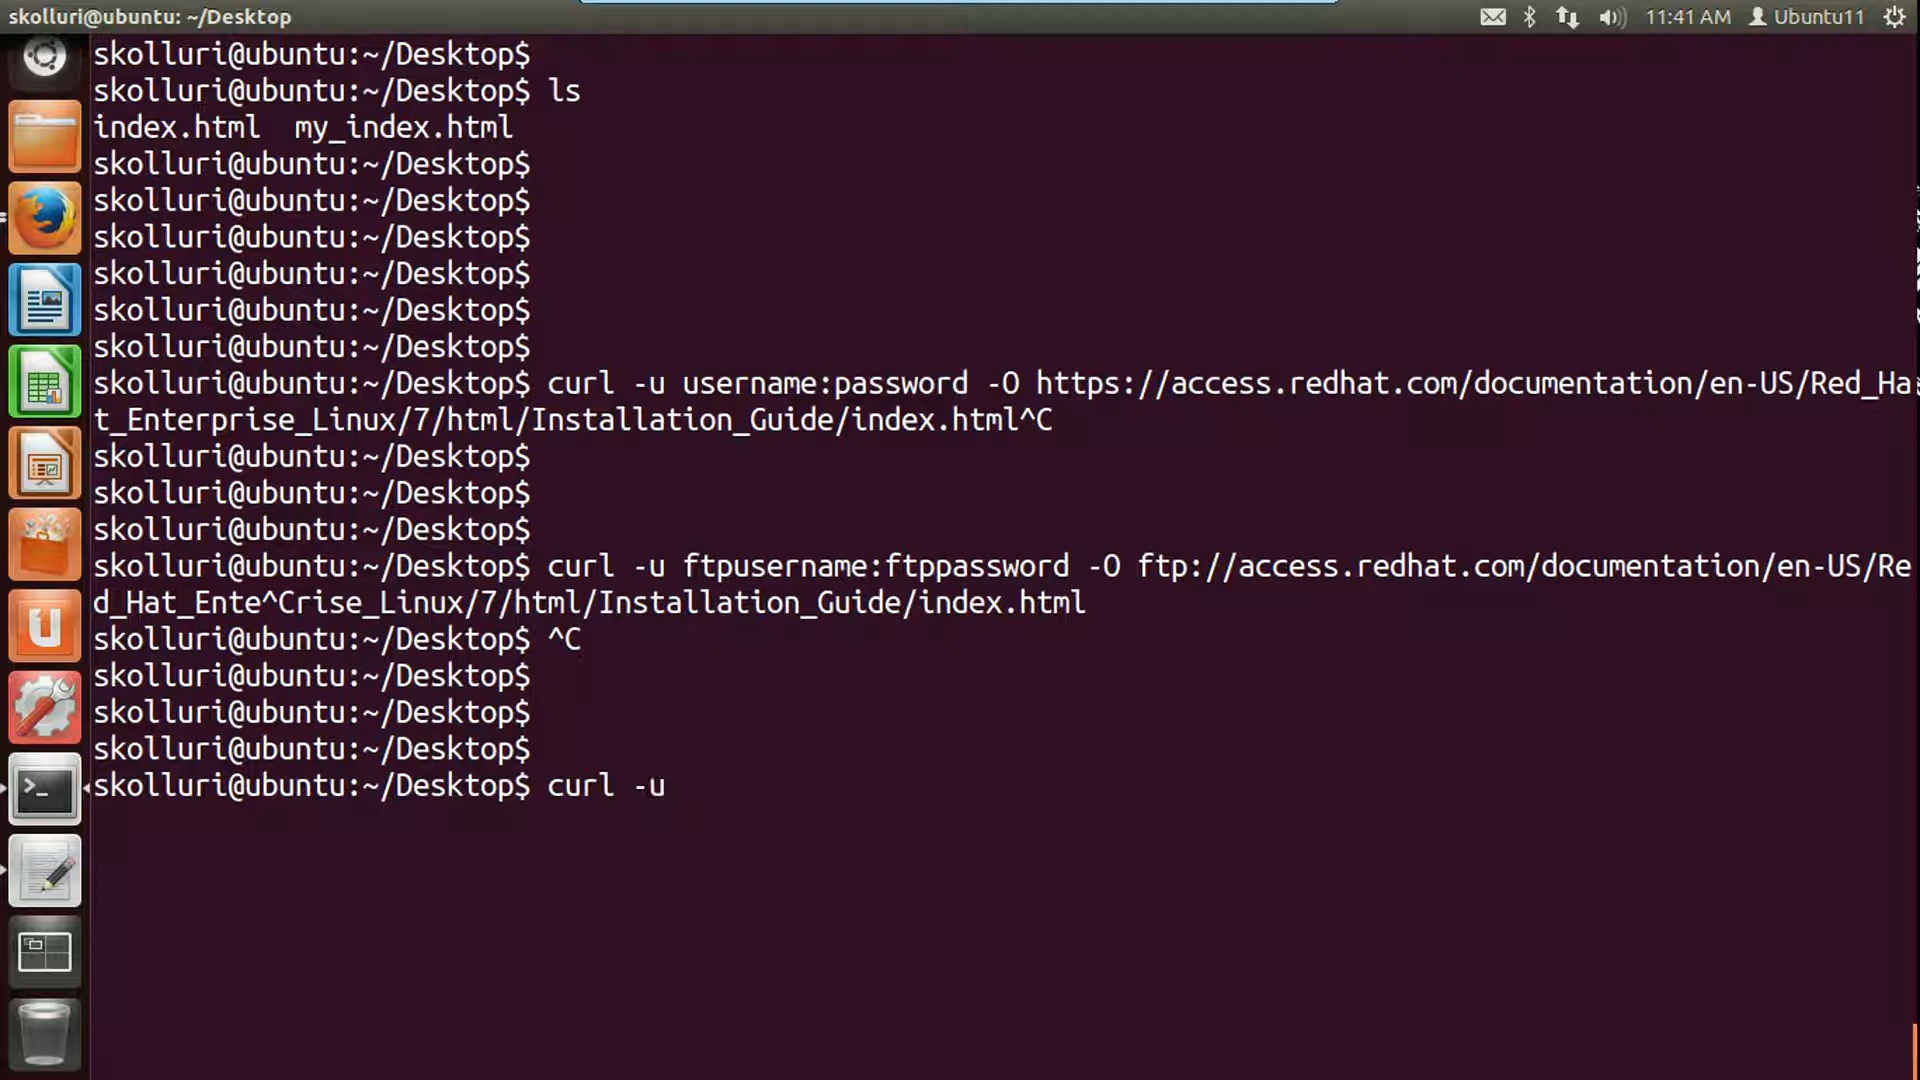 skolluri@ubuntu: ~/Desktop 11:41 AM Ubuntu11
skolluri@ubuntu:~/Desktop$
skolluri@ubuntu:~/Desktop$ ls
index.html  my_index.html
skolluri@ubuntu:~/Desktop$
skolluri@ubuntu:~/Desktop$
skolluri@ubuntu:~/Desktop$
skolluri@ubuntu:~/Desktop$
skolluri@ubuntu:~/Desktop$
skolluri@ubuntu:~/Desktop$
skolluri@ubuntu:~/Desktop$ curl -u username:password -O https://access.redhat.com/documentation/en-US/Red_Ha
t_Enterprise_Linux/7/html/Installation_Guide/index.html^C
skolluri@ubuntu:~/Desktop$
skolluri@ubuntu:~/Desktop$
skolluri@ubuntu:~/Desktop$
skolluri@ubuntu:~/Desktop$ curl -u ftpusername:ftppassword -O ftp://access.redhat.com/documentation/en-US/Re
d_Hat_Ente^Crise_Linux/7/html/Installation_Guide/index.html
skolluri@ubuntu:~/Desktop$ ^C
skolluri@ubuntu:~/Desktop$
skolluri@ubuntu:~/Desktop$
skolluri@ubuntu:~/Desktop$
skolluri@ubuntu:~/Desktop$ curl -u